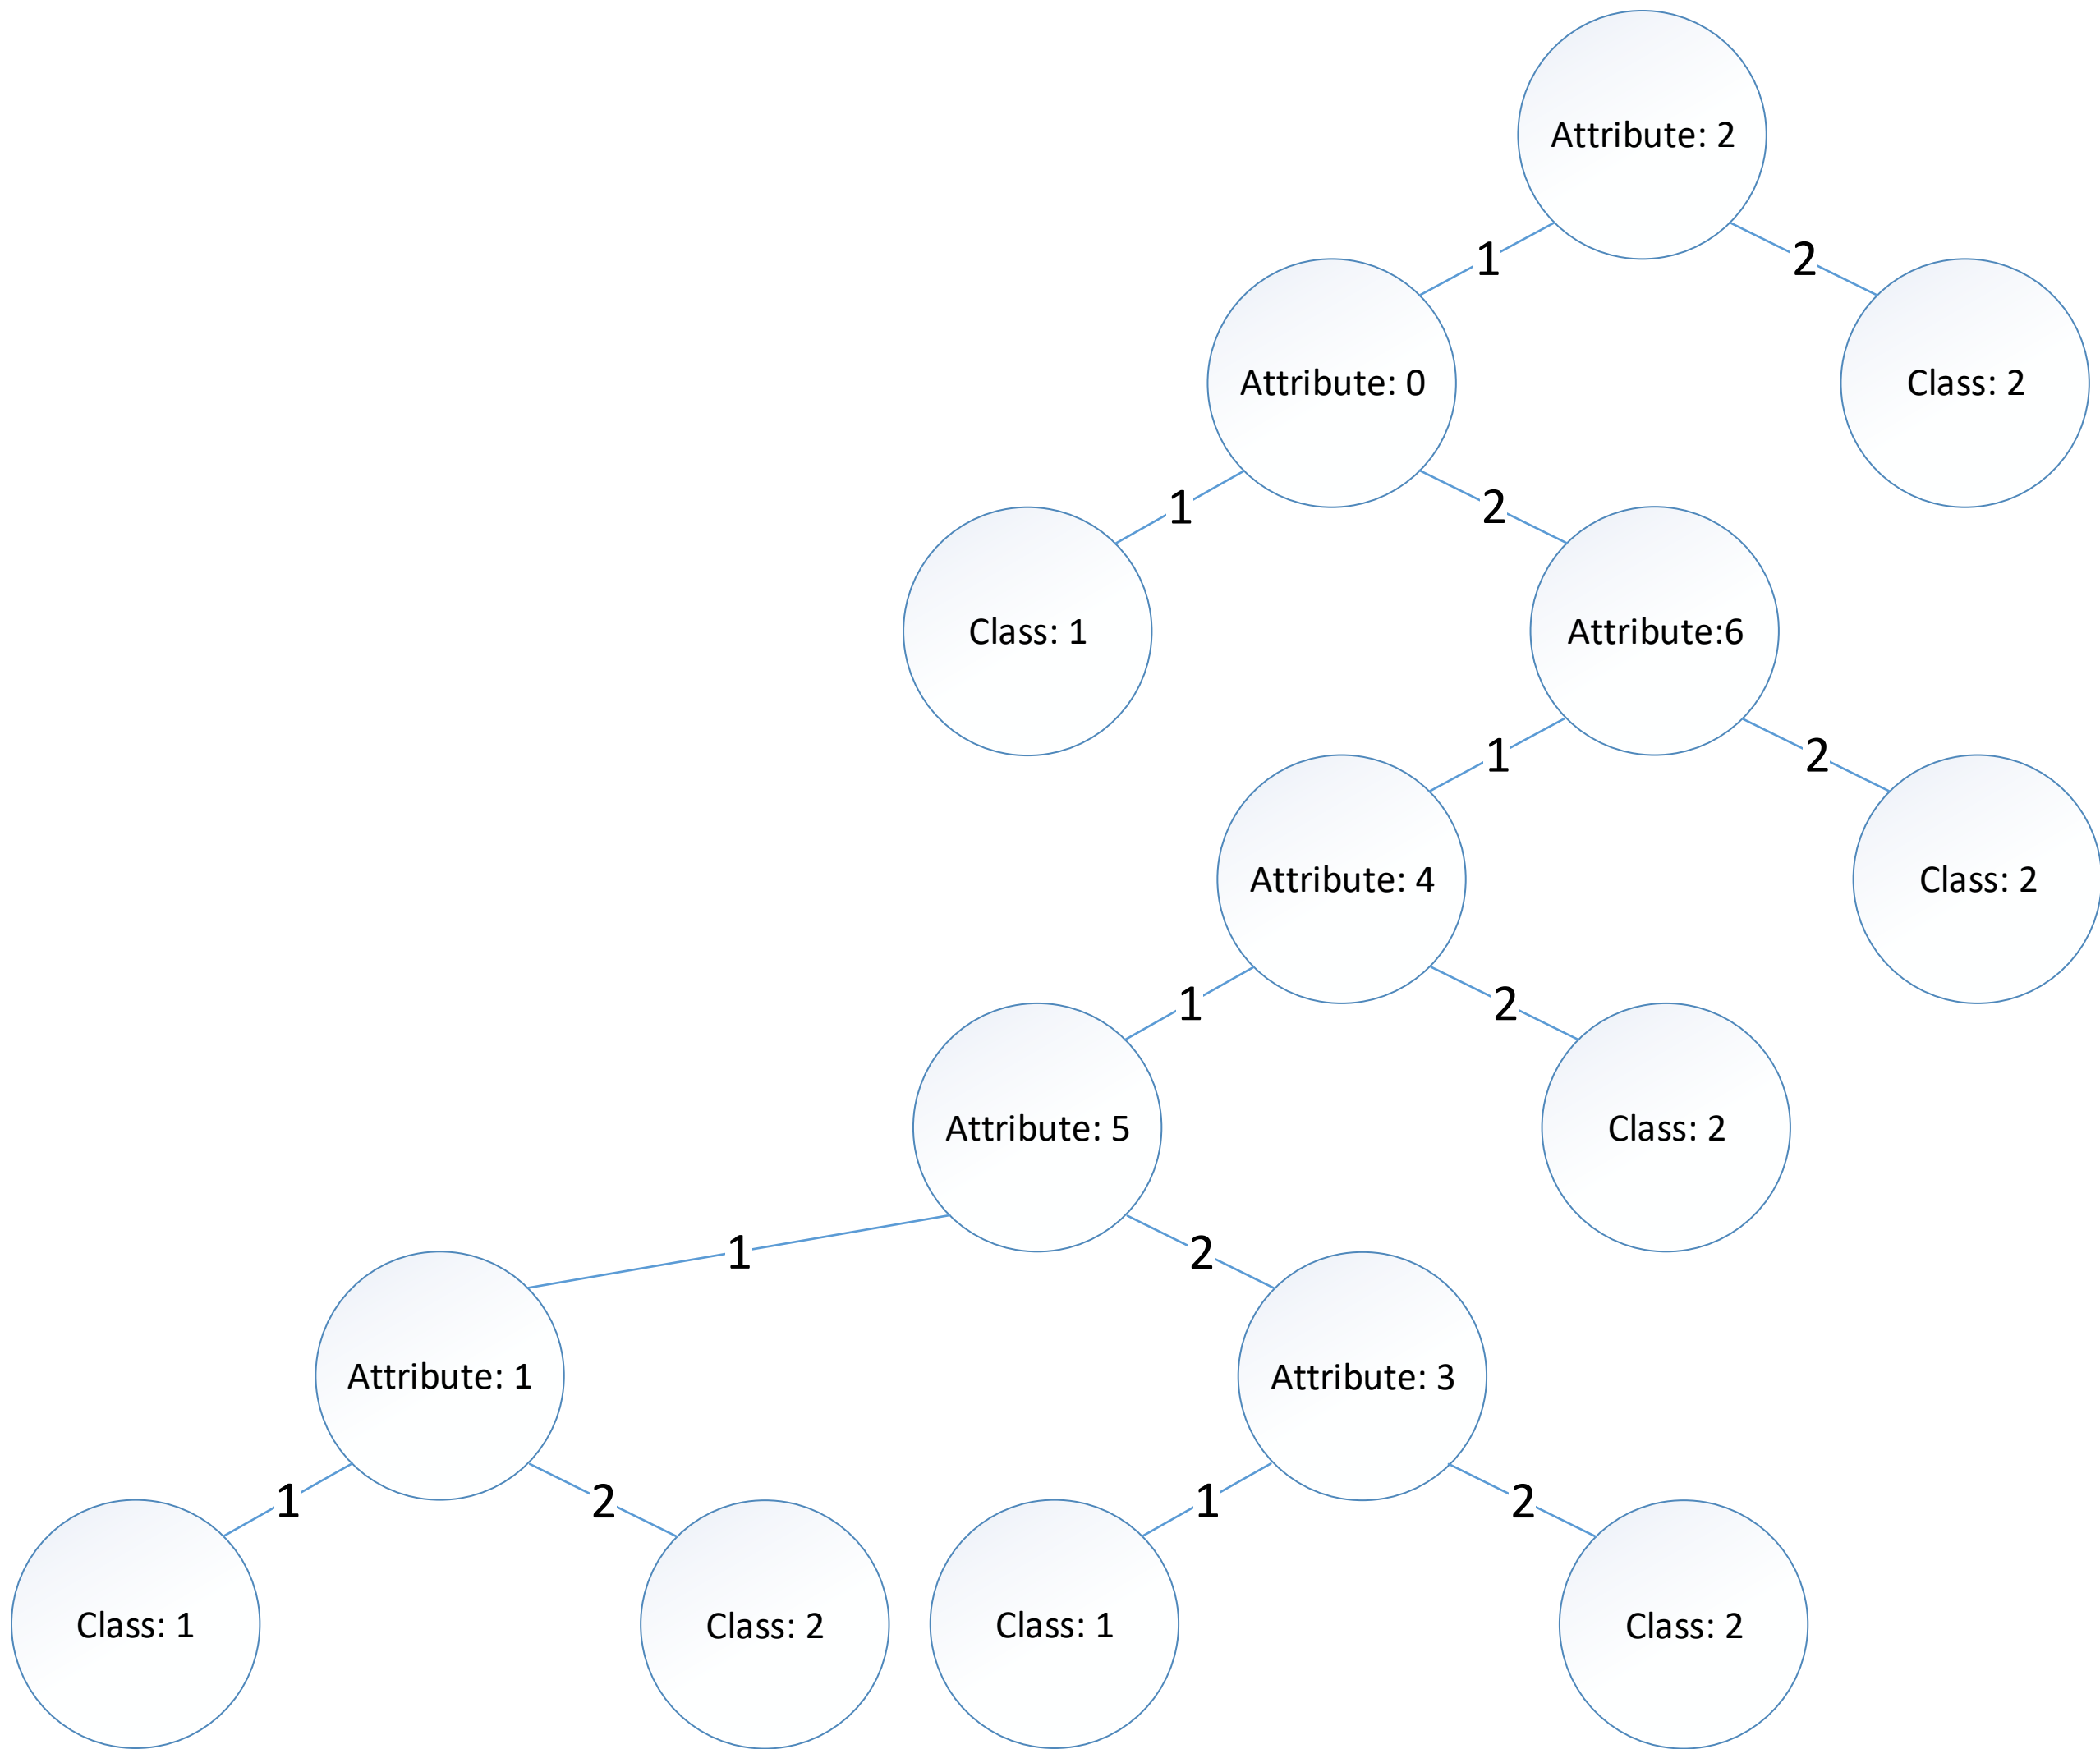 Attribute: 2
1
2
Attribute: 0
Class: 2
1
2
Class: 1
Attribute:6
1
2
Attribute: 4
Class: 2
1
2
Attribute: 5
Class: 2
1
2
Attribute: 1
Attribute: 3
1
2
1
2
Class: 1
Class: 2
Class: 1
Class: 2